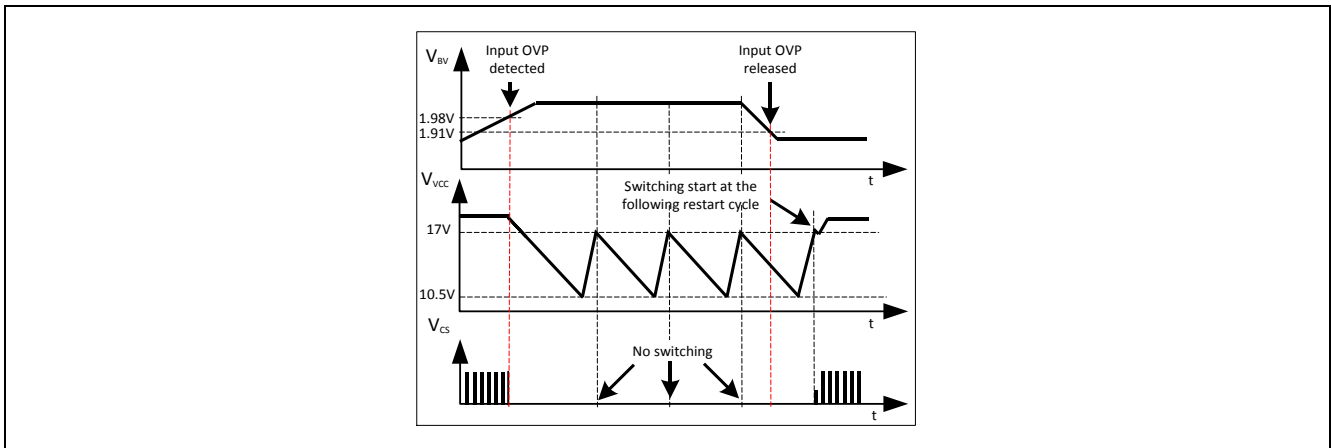 V_BV
Input OVP
detected
Input OVP
released
1.98V
1.91V
t
V_VCC
Switching start at the
following restart cycle
17V
10.5V
t
V_CS
No switching
t